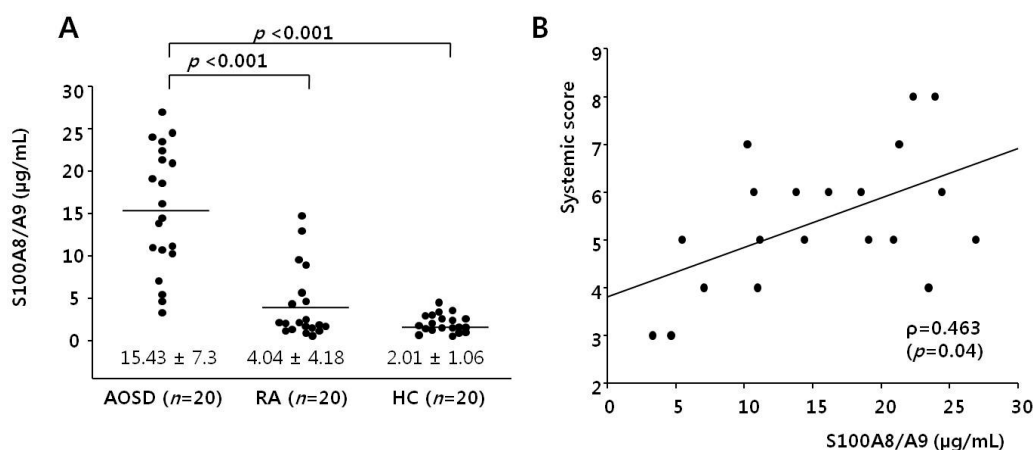 A
p <0.001
p <0.001
S100A8/A9 (µg/mL)
30
25
20
15
10
5
0
15.43 ± 7.3 4.04 ± 4.18 2.01 ± 1.06
AOSD (n=20) RA (n=20) HC (n=20)
B
Systemic score
9
8
7
6
5
4
3
2
ρ=0.463
(p=0.04)
0 5 10 15 20 25 30
S100A8/A9 (µg/mL)